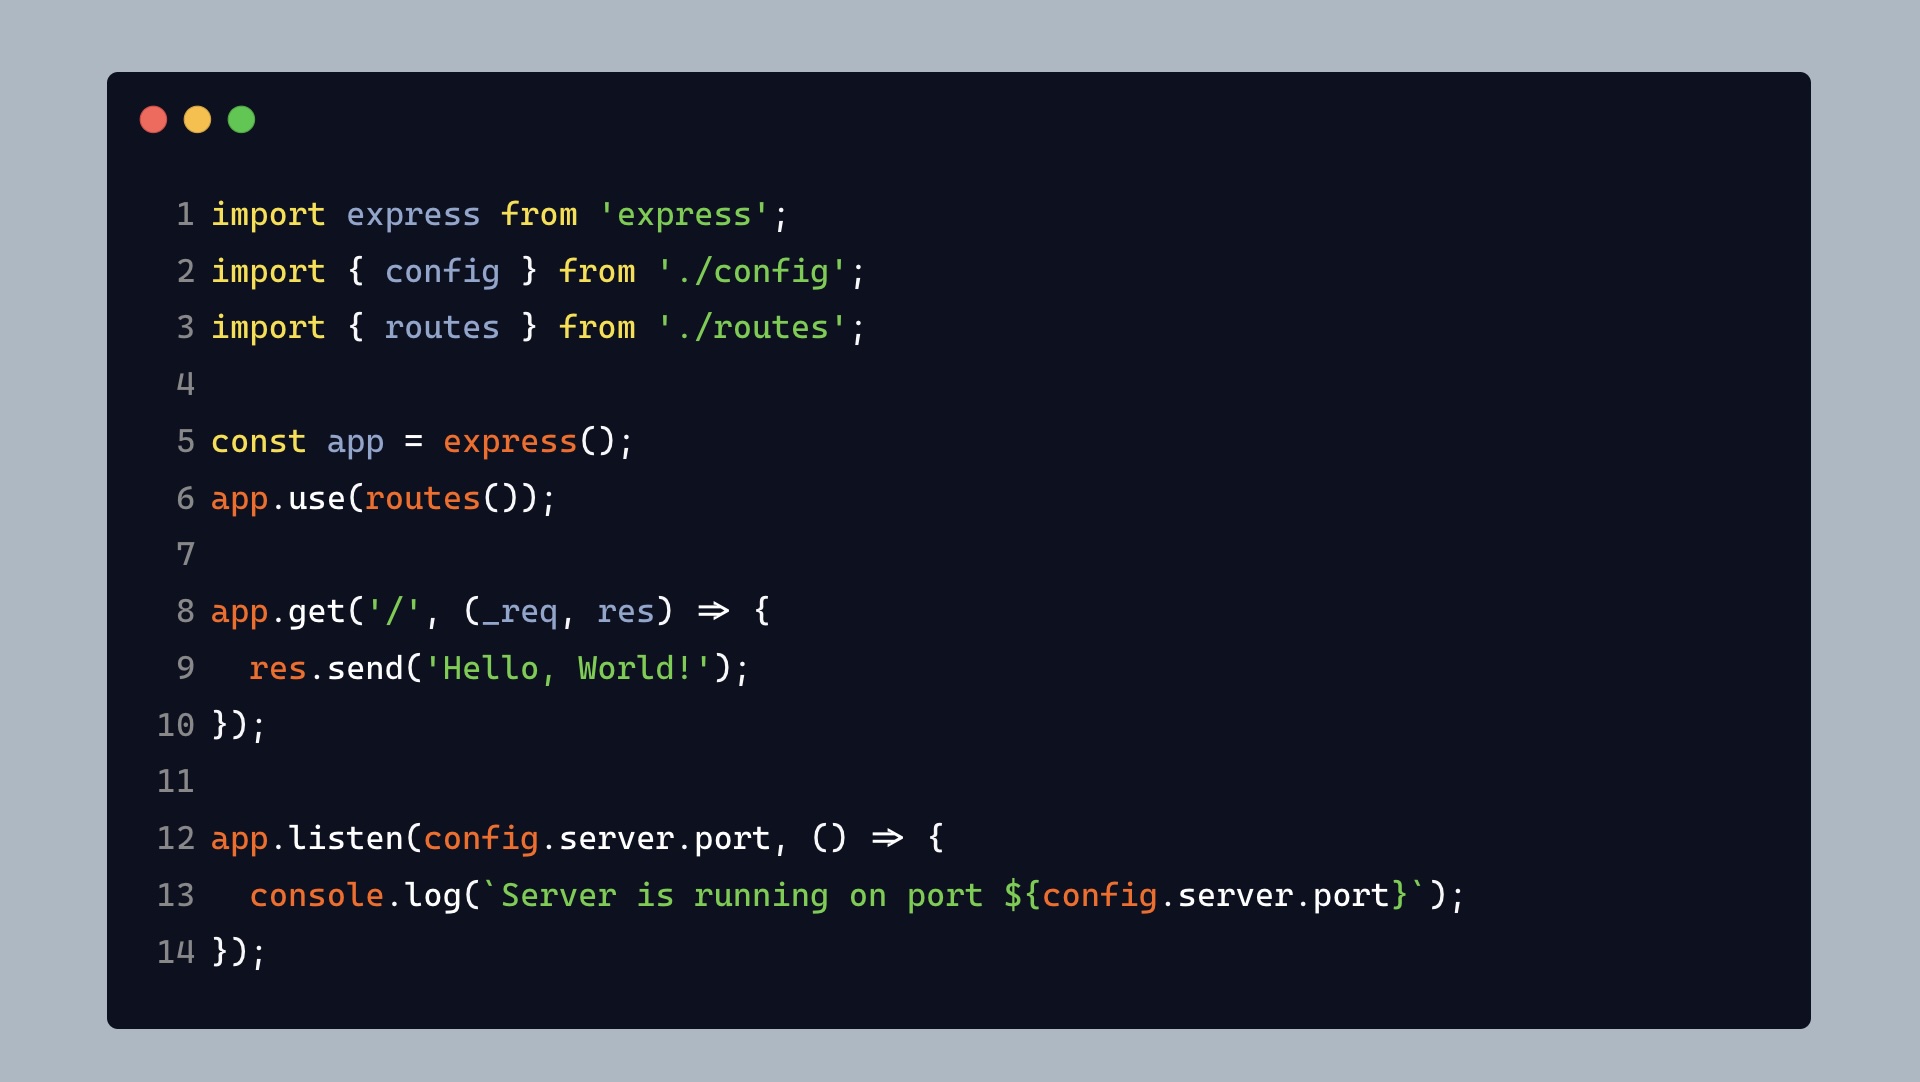 1 import express from 'express';
2 import { config } from './config';
3 import { routes } from './routes';
4
5 const app = express();
6 app.use(routes());
7
8 app.get('/', (_req, res) => {
9   res.send('Hello, World!');
10 });
11
12 app.listen(config.server.port, () => {
13   console.log(`Server is running on port ${config.server.port}`);
14 });